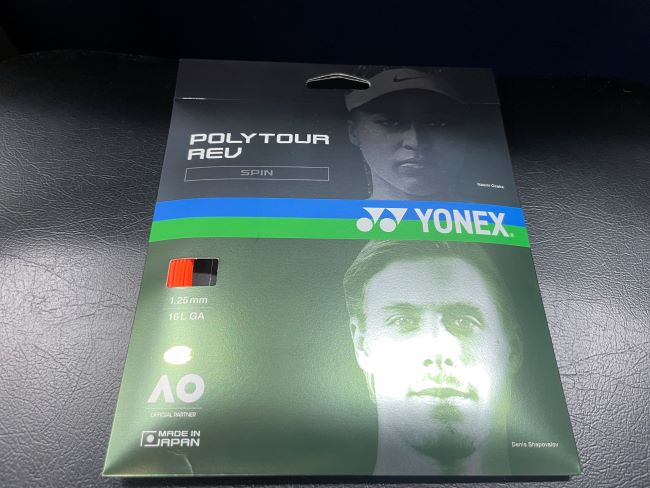 POLYTOUR
REV
SPIN
Naomi Osaka
YONEX
1.25mm
16L GA
AO
OFFICIAL PARTNER
MADE IN
JAPAN
Denis Shapovalov